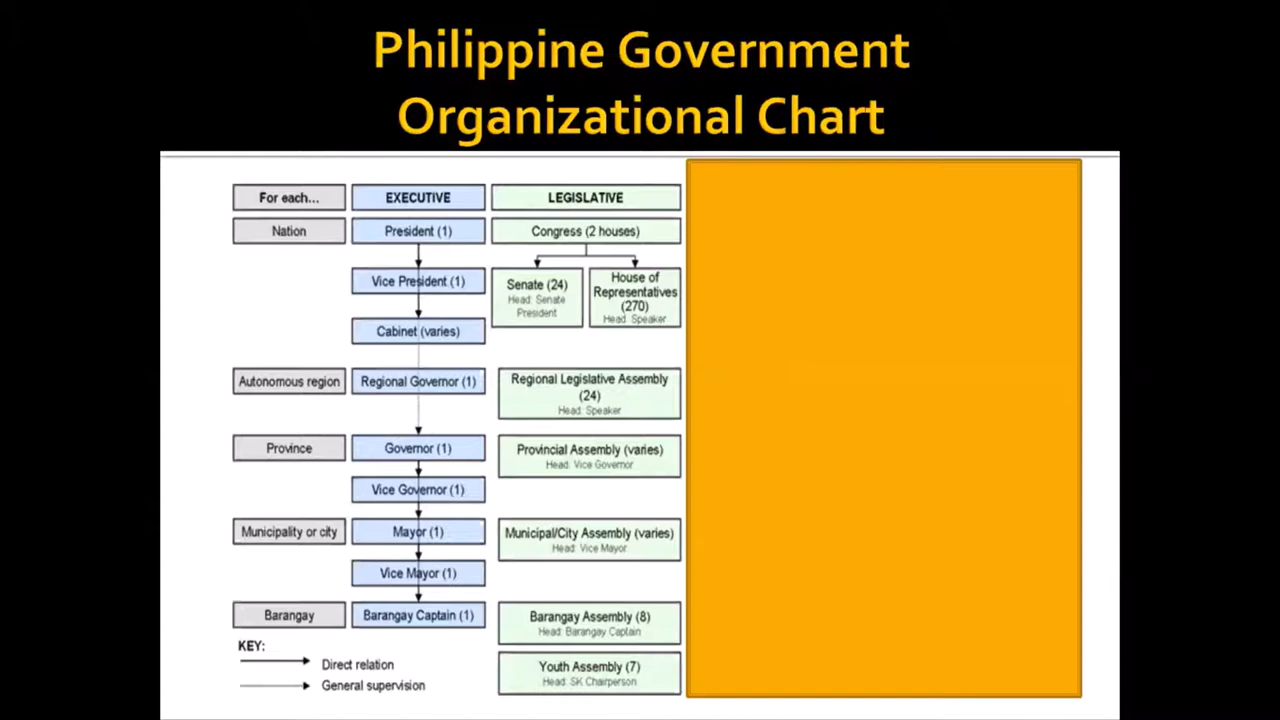 Philippine Government
Organizational Chart
For each...
EXECUTIVE
LEGISLATIVE
Nation
President (1)
Congress (2 houses)
Vice President (1)
Senate (24)
Head: Senate
President
House of
Representatives
(270)
Head: Speaker
Cabinet (varies)
Autonomous region
Regional Governor (1)
Regional Legislative Assembly
(24)
Head: Speaker
Province
Governor (1)
Provincial Assembly (varies)
Head: Vice Governor
Vice Governor (1)
Municipality or city
Mayor (1)
Municipal/City Assembly (varies)
Head: Vice Mayor
Vice Mayor (1)
Barangay
Barangay Captain (1)
Barangay Assembly (8)
Head: Barangay Captain
Youth Assembly (7)
Head: SK Chairperson
KEY:
Direct relation
General supervision